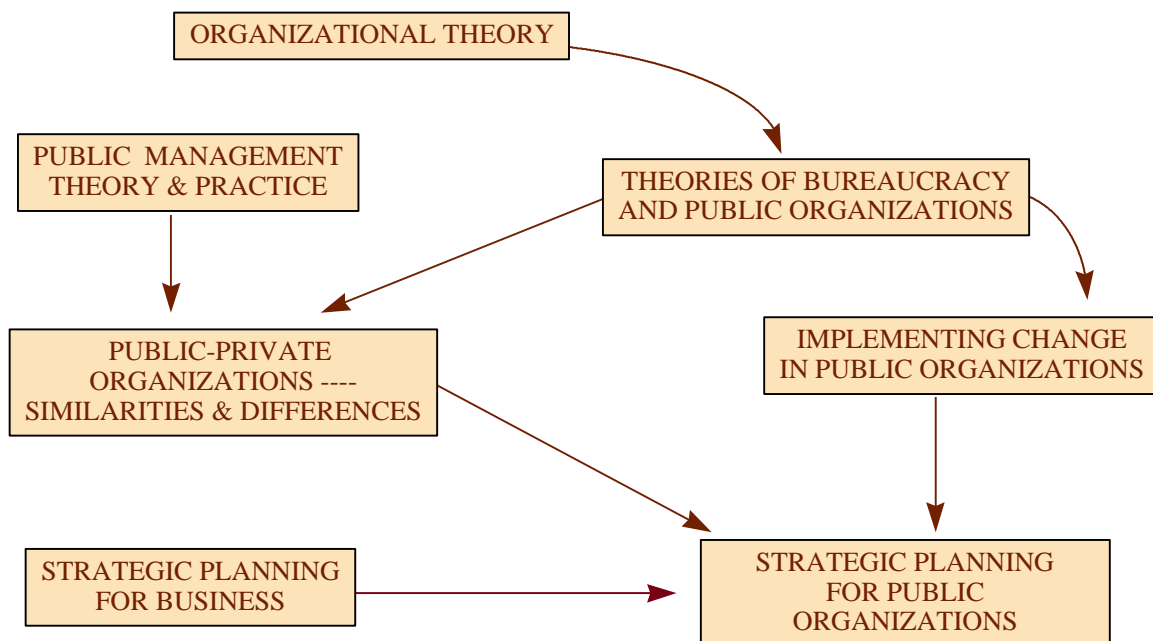 ORGANIZATIONAL THEORY
PUBLIC MANAGEMENT
THEORY & PRACTICE
THEORIES OF BUREAUCRACY
AND PUBLIC ORGANIZATIONS
PUBLIC-PRIVATE
ORGANIZATIONS ----
SIMILARITIES & DIFFERENCES
IMPLEMENTING CHANGE
IN PUBLIC ORGANIZATIONS
STRATEGIC PLANNING
FOR BUSINESS
STRATEGIC PLANNING
FOR PUBLIC
ORGANIZATIONS